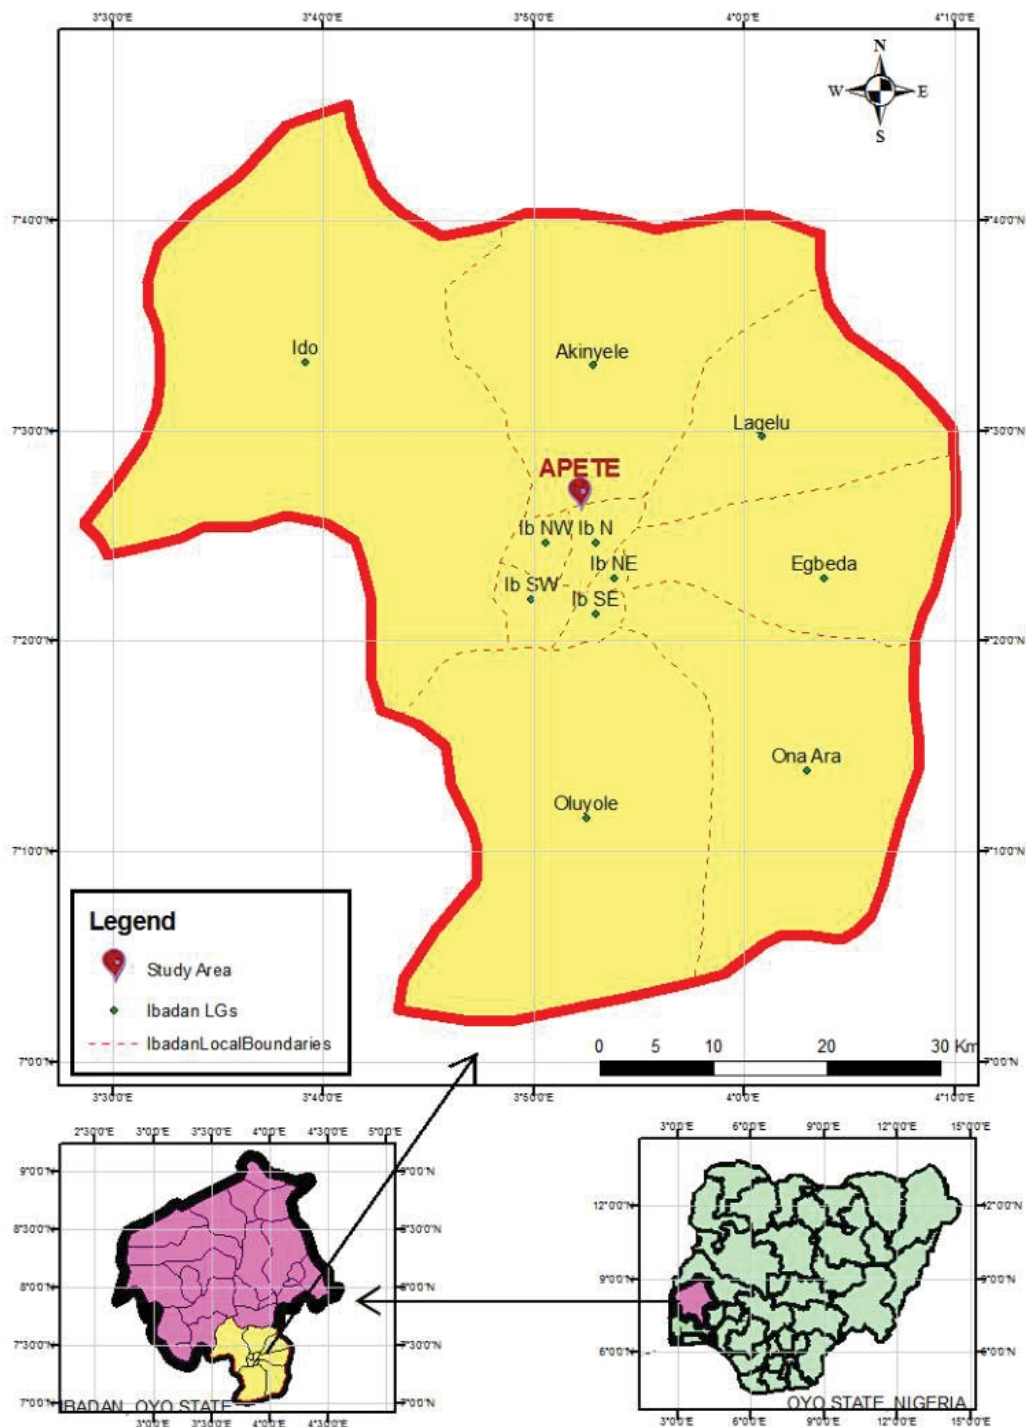 3°30'0"E 3°40'0"E 3°50'0"E 4°0'0"E 4°10'0"E
N
W E
S
7°40'0"N 7°40'0"N
Ido
Akinyele
Lagelu
7°30'0"N 7°30'0"N
APETE
Ib NW Ib N
Ib NE Egbeda
Ib SW
Ib SE
7°20'0"N 7°20'0"N
Ona Ara
Oluyole
7°10'0"N 7°10'0"N
Legend
Study Area
Ibadan LGs
IbadanLocalBoundaries
0 5 10 20 30 Km
7°0'0"N 7°0'0"N
3°30'0"E 3°40'0"E 3°50'0"E 4°0'0"E 4°10'0"E
2°30'0"E 3°0'0"E 3°30'0"E 4°0'0"E 4°30'0"E 5°0'0"E
9°0'0"N 9°0'0"N
8°30'0"N 8°30'0"N
8°0'0"N 8°0'0"N
7°30'0"N 7°30'0"N
7°0'0"N 7°0'0"N
IBADAN, OYO STATE
3°0'0"E 3°30'0"E 4°0'0"E 4°30'0"E
3°0'0"E 6°0'0"E 9°0'0"E 12°0'0"E 15°0'0"E
12°0'0"N 12°0'0"N
9°0'0"N 9°0'0"N
6°0'0"N 6°0'0"N
OYO STATE, NIGERIA
3°0'0"E 6°0'0"E 9°0'0"E 12°0'0"E 15°0'0"E